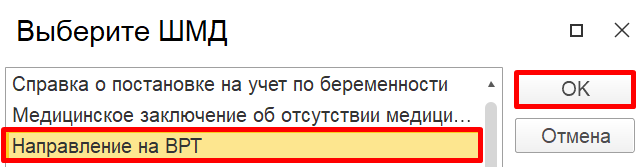 Выберите ШМД
Справка о постановке на учет по беременности
OK
Медицинское заключение об отсутствии медици...
Отмена
Направление на ВРТ